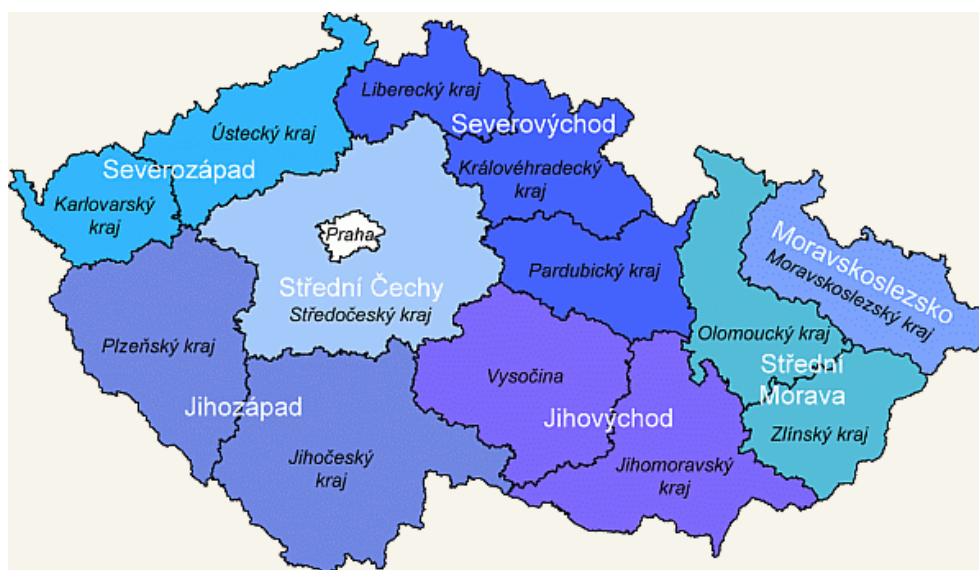 Liberecký kraj
Severovýchod
Ústecký kraj
Severozápad
Královéhradecký
kraj
Karlovarský
kraj
Praha
Moravskoslezsko
Moravskoslezský kraj
Pardubický kraj
Střední Čechy
Středočeský kraj
Olomoucký kraj
Plzeňský kraj
Vysočina
Střední
Morava
Jihozápad
Jihovýchod
Zlínský kraj
Jihočeský
kraj
Jihomoravský
kraj